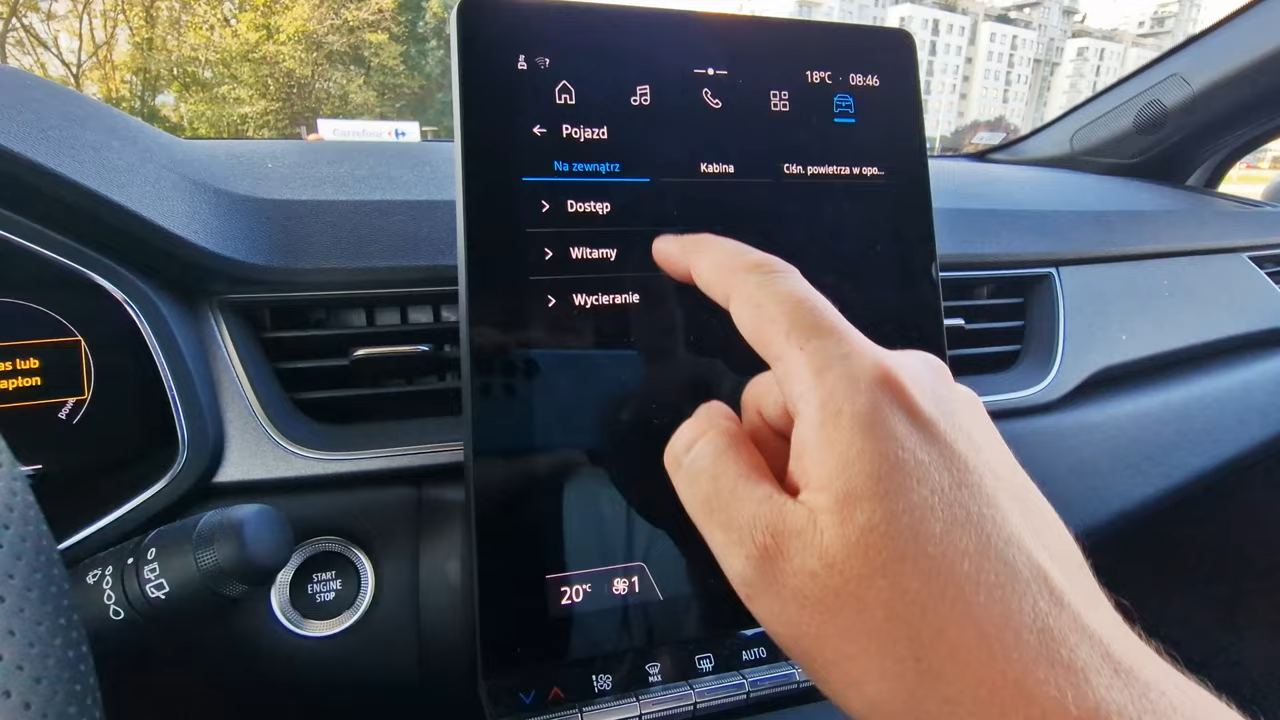 18°C · 08:46
Carrefour
Pojazd
Na zewnątrz
Kabina
Ciśn. powietrza w opo...
Dostęp
Witamy
Wycieranie
as lub
apłon
START
ENGINE
STOP
20°C
1
MAX
AUTO